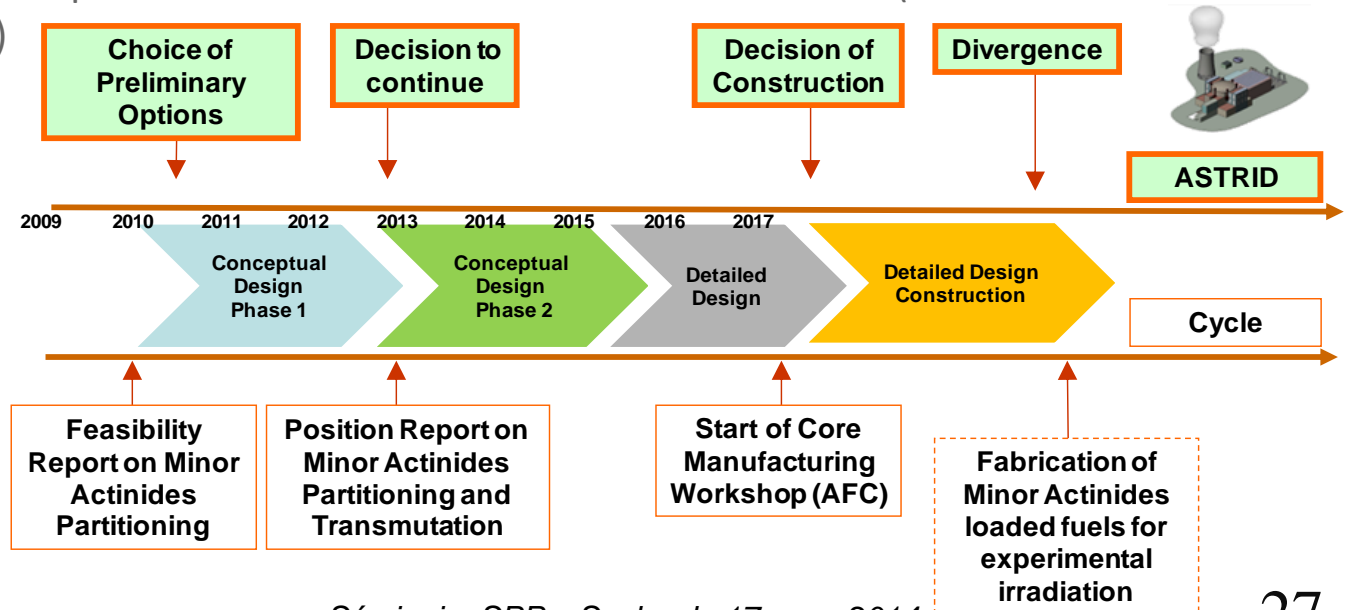 Choice of
Preliminary
Options
Decision to
continue
Decision of
Construction
Divergence
ASTRID
2009 2010 2011 2012 2013 2014 2015 2016 2017
Conceptual
Design
Phase 1
Conceptual
Design
Phase 2
Detailed
Design
Detailed Design
Construction
Cycle
Feasibility
Report on Minor
Actinides
Partitioning
Position Report on
Minor Actinides
Partitioning and
Transmutation
Start of Core
Manufacturing
Workshop (AFC)
Fabrication of
Minor Actinides
loaded fuels for
experimental
irradiation
27